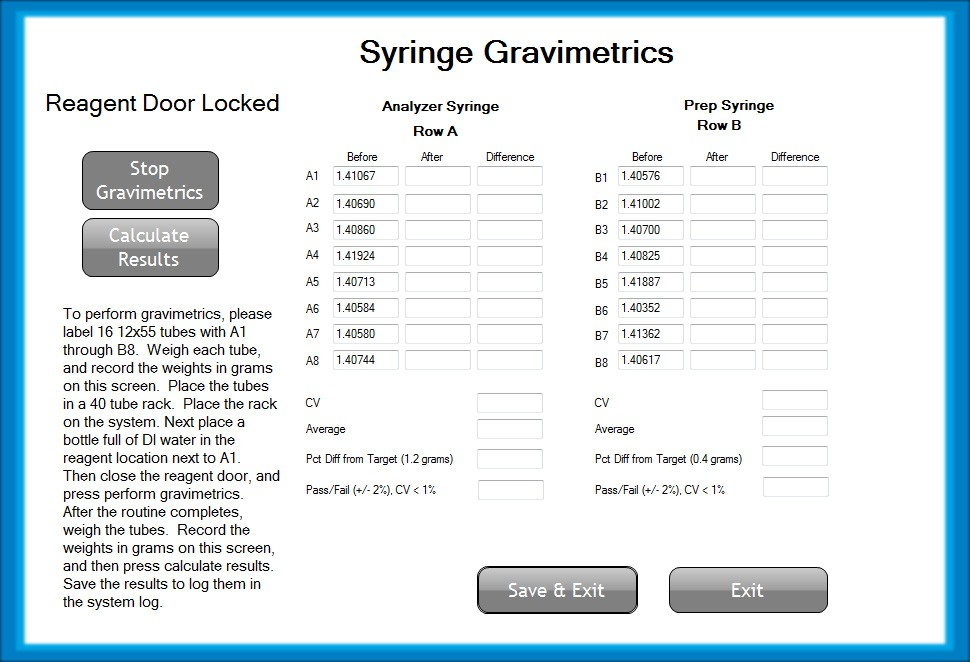 Syringe Gravimetrics
Reagent Door Locked
Stop
Gravimetrics
Calculate
Results
To perform gravimetrics, please
label 16 12x55 tubes with A1
through B8.  Weigh each tube,
and record the weights in grams
on this screen.  Place the tubes
in a 40 tube rack.  Place the rack
on the system. Next place a
bottle full of DI water in the
reagent location next to A1.
Then close the reagent door, and
press perform gravimetrics.
After the routine completes,
weigh the tubes.  Record the
weights in grams on this screen,
and then press calculate results.
Save the results to log them in
the system log.
Analyzer Syringe
Row A
Before After Difference
A1 1.41067
A2 1.40690
A3 1.40860
A4 1.41924
A5 1.40713
A6 1.40584
A7 1.40580
A8 1.40744
CV
Average
Pct Diff from Target (1.2 grams)
Pass/Fail (+/- 2%), CV < 1%
Prep Syringe
Row B
Before After Difference
B1 1.40576
B2 1.41002
B3 1.40700
B4 1.40825
B5 1.41887
B6 1.40352
B7 1.41362
B8 1.40617
CV
Average
Pct Diff from Target (0.4 grams)
Pass/Fail (+/- 2%), CV < 1%
Save & Exit
Exit